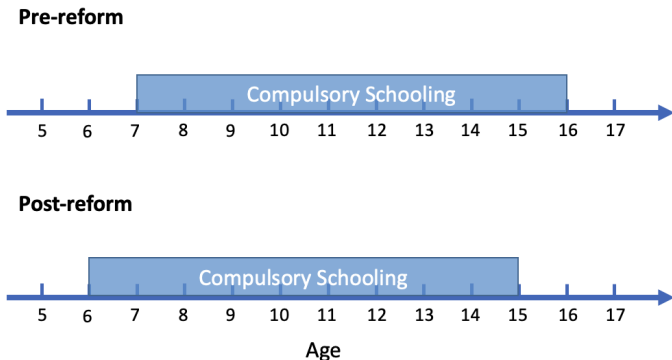 Pre-reform
Compulsory Schooling
5 6 7 8 9 10 11 12 13 14 15 16 17
Post-reform
Compulsory Schooling
5 6 7 8 9 10 11 12 13 14 15 16 17
Age